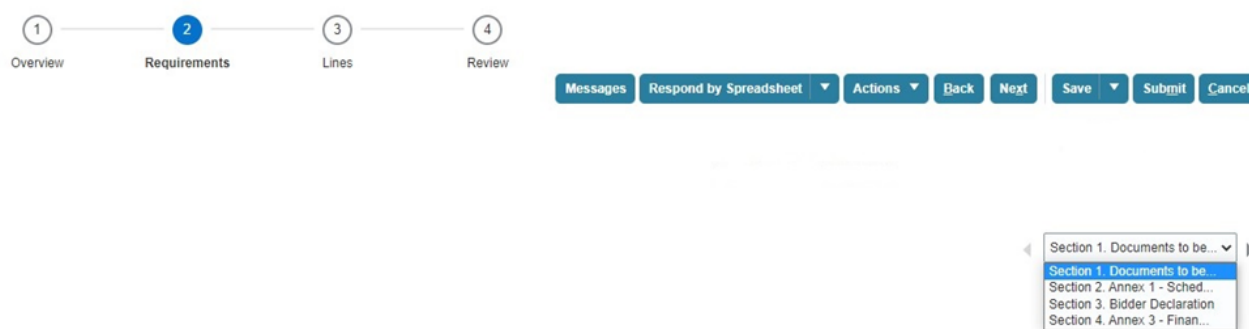 1 2 3 4
Overview Requirements Lines Review
Messages Respond by Spreadsheet Actions Back Next Save Submit Cancel
Section 1. Documents to be...
Section 1. Documents to be...
Section 2. Annex 1 - Sched...
Section 3. Bidder Declaration
Section 4. Annex 3 - Finan...